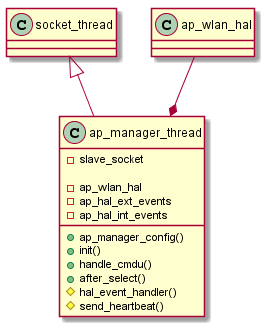 C socket_thread
C ap_wlan_hal
C ap_manager_thread
slave_socket
ap_wlan_hal
ap_hal_ext_events
ap_hal_int_events
ap_manager_config()
init()
handle_cmdu()
after_select()
hal_event_handler()
send_heartbeat()